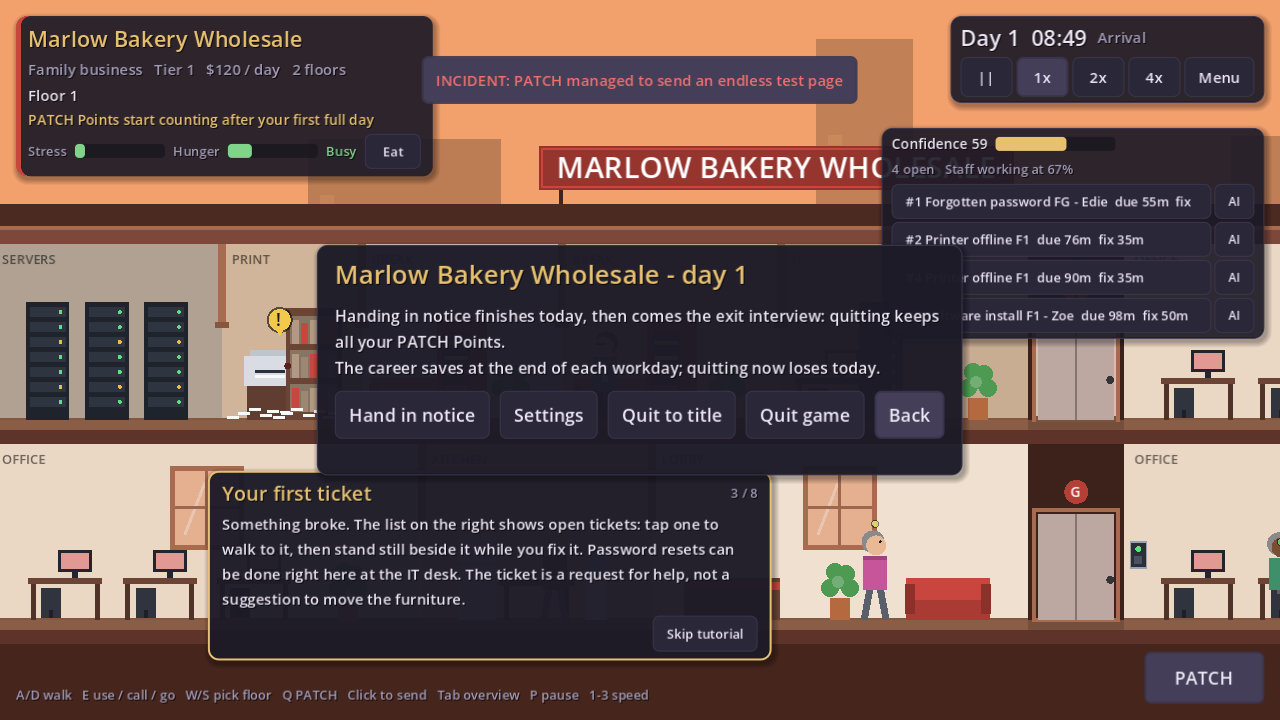 Marlow Bakery Wholesale
Family business Tier 1 $120 / day 2 floors
Floor 1
PATCH Points start counting after your first full day
Stress Hunger Busy Eat
INCIDENT: PATCH managed to send an endless test page
Day 1 08:49 Arrival
|| 1x 2x 4x Menu
Confidence 59
4 open Staff working at 67%
#1 Forgotten password FG - Edie due 55m fix AI
#2 Printer offline F1 due 76m fix 35m AI
offline F1 due 90m fix 35m AI
install F1 - Zoe due 98m fix 50m AI
MARLOW BAKERY WHOLESALE
SERVERS
PRINT
Marlow Bakery Wholesale - day 1
Handing in notice finishes today, then comes the exit interview: quitting keeps
all your PATCH Points.
The career saves at the end of each workday; quitting now loses today.
Hand in notice Settings Quit to title Quit game Back
OFFICE
G
OFFICE
Your first ticket 3 / 8
Something broke. The list on the right shows open tickets: tap one to
walk to it, then stand still beside it while you fix it. Password resets can
be done right here at the IT desk. The ticket is a request for help, not a
suggestion to move the furniture.
Skip tutorial
A/D walk E use / call / go W/S pick floor Q PATCH Click to send Tab overview P pause 1-3 speed
PATCH